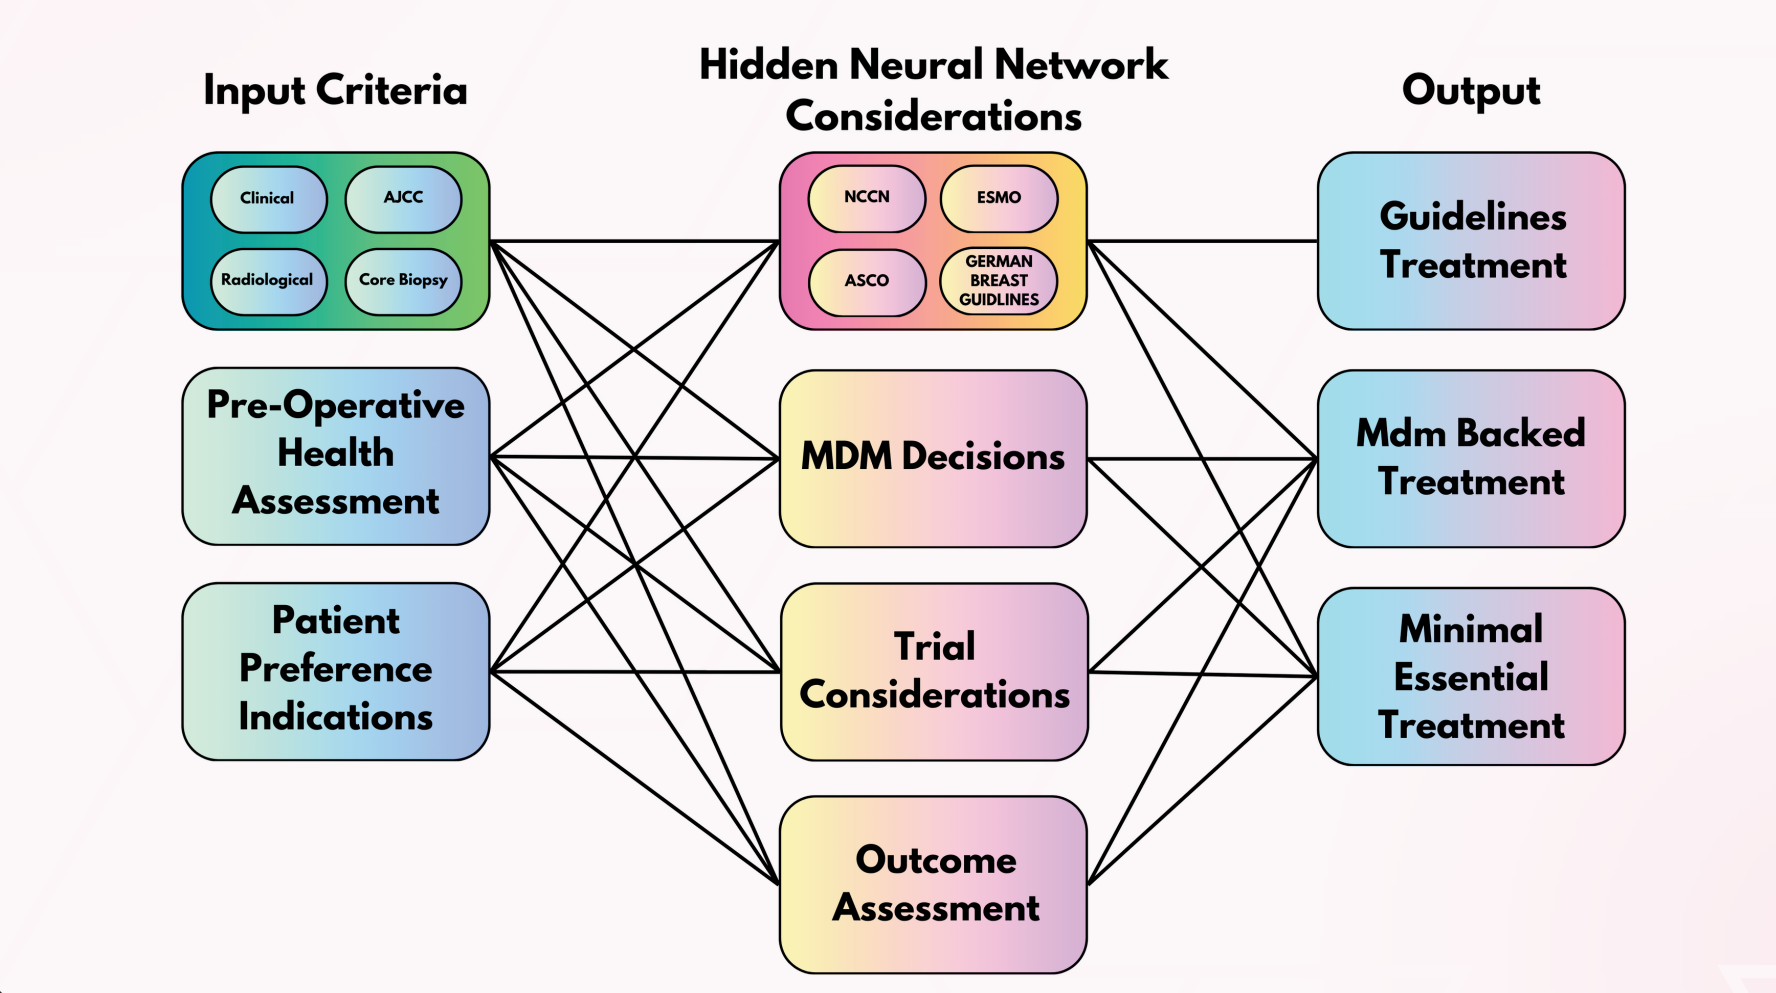 Input Criteria
Hidden Neural Network
Considerations
Output
Clinical
AJCC
Radiological
Core Biopsy
Pre-Operative
Health
Assessment
Patient
Preference
Indications
NCCN
ESMO
ASCO
GERMAN
BREAST
GUIDLINES
MDM Decisions
Trial
Considerations
Outcome
Assessment
Guidelines
Treatment
Mdm Backed
Treatment
Minimal
Essential
Treatment